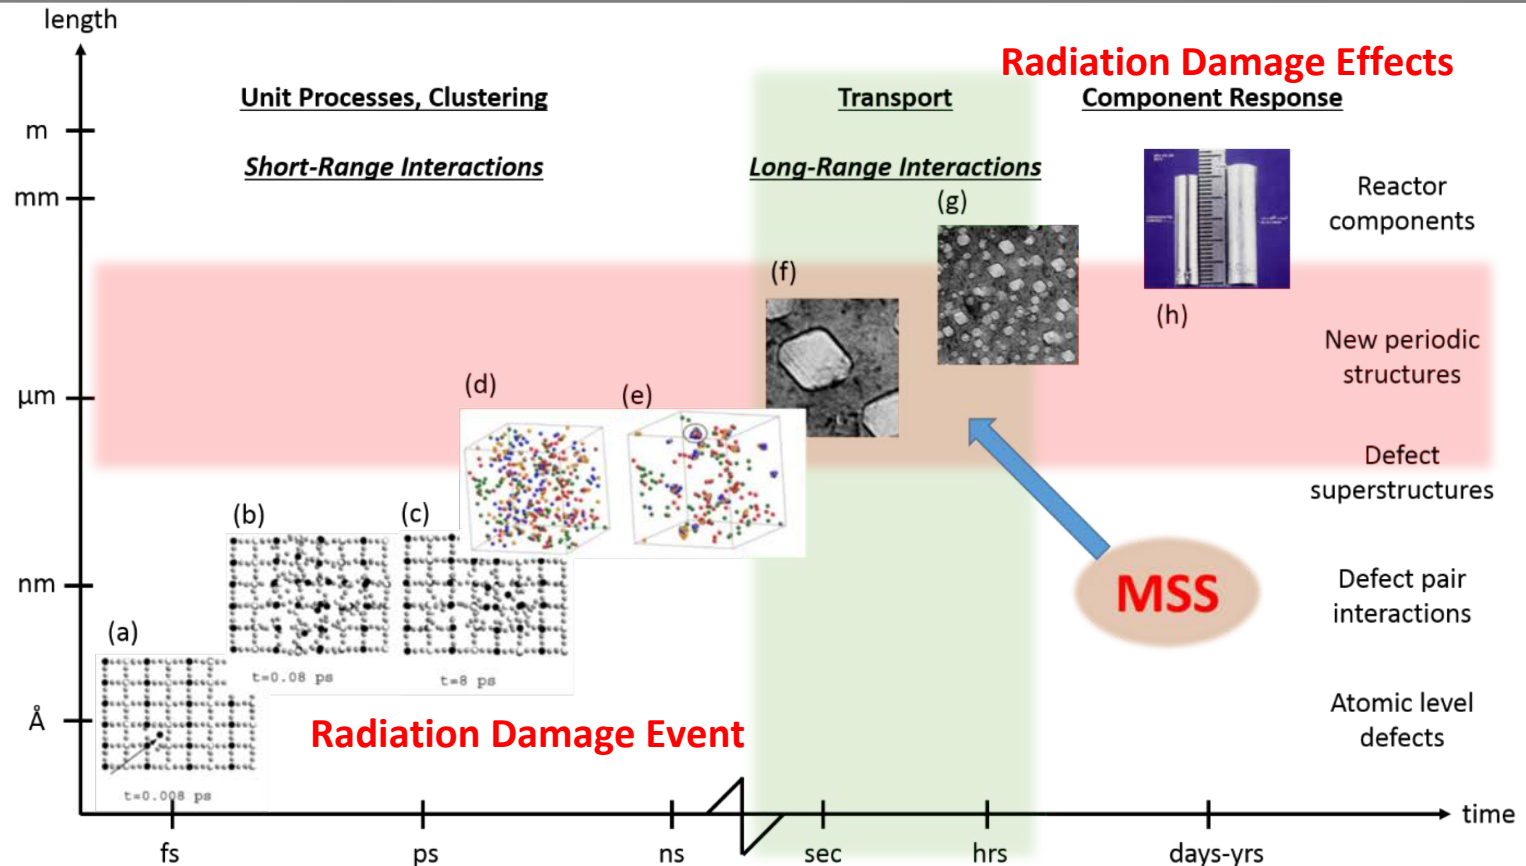 length
Radiation Damage Effects
Unit Processes, Clustering
Transport
Component Response
m
Short-Range Interactions
Long-Range Interactions
mm
Reactor
components
(g)
(f)
(h)
New periodic
structures
µm
(d)
(e)
Defect
superstructures
(b)
(c)
nm
MSS
Defect pair
interactions
(a)
t=0.08 ps
t=8 ps
Å
Radiation Damage Event
Atomic level
defects
t=0.008 ps
time
fs
ps
ns
sec
hrs
days-yrs